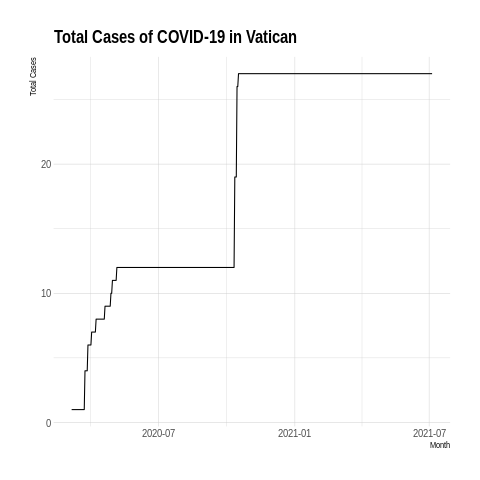 Total Cases of COVID-19 in Vatican
Total Cases
20
10
0
2020-07
2021-01
2021-07
Month